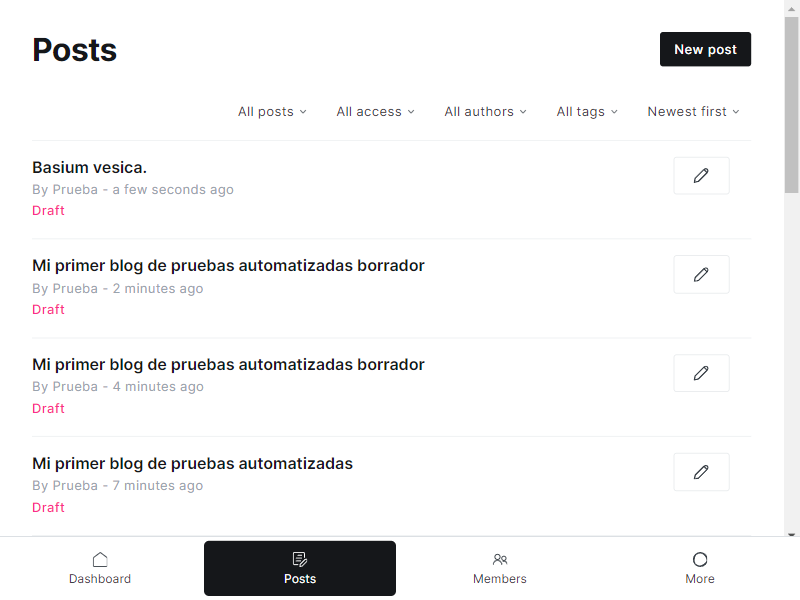 Posts
New post
All posts
All access
All authors
All tags
Newest first
Basium vesica.
By Prueba - a few seconds ago
Draft
Mi primer blog de pruebas automatizadas borrador
By Prueba - 2 minutes ago
Draft
Mi primer blog de pruebas automatizadas borrador
By Prueba - 4 minutes ago
Draft
Mi primer blog de pruebas automatizadas
By Prueba - 7 minutes ago
Draft
Dashboard
Posts
Members
More